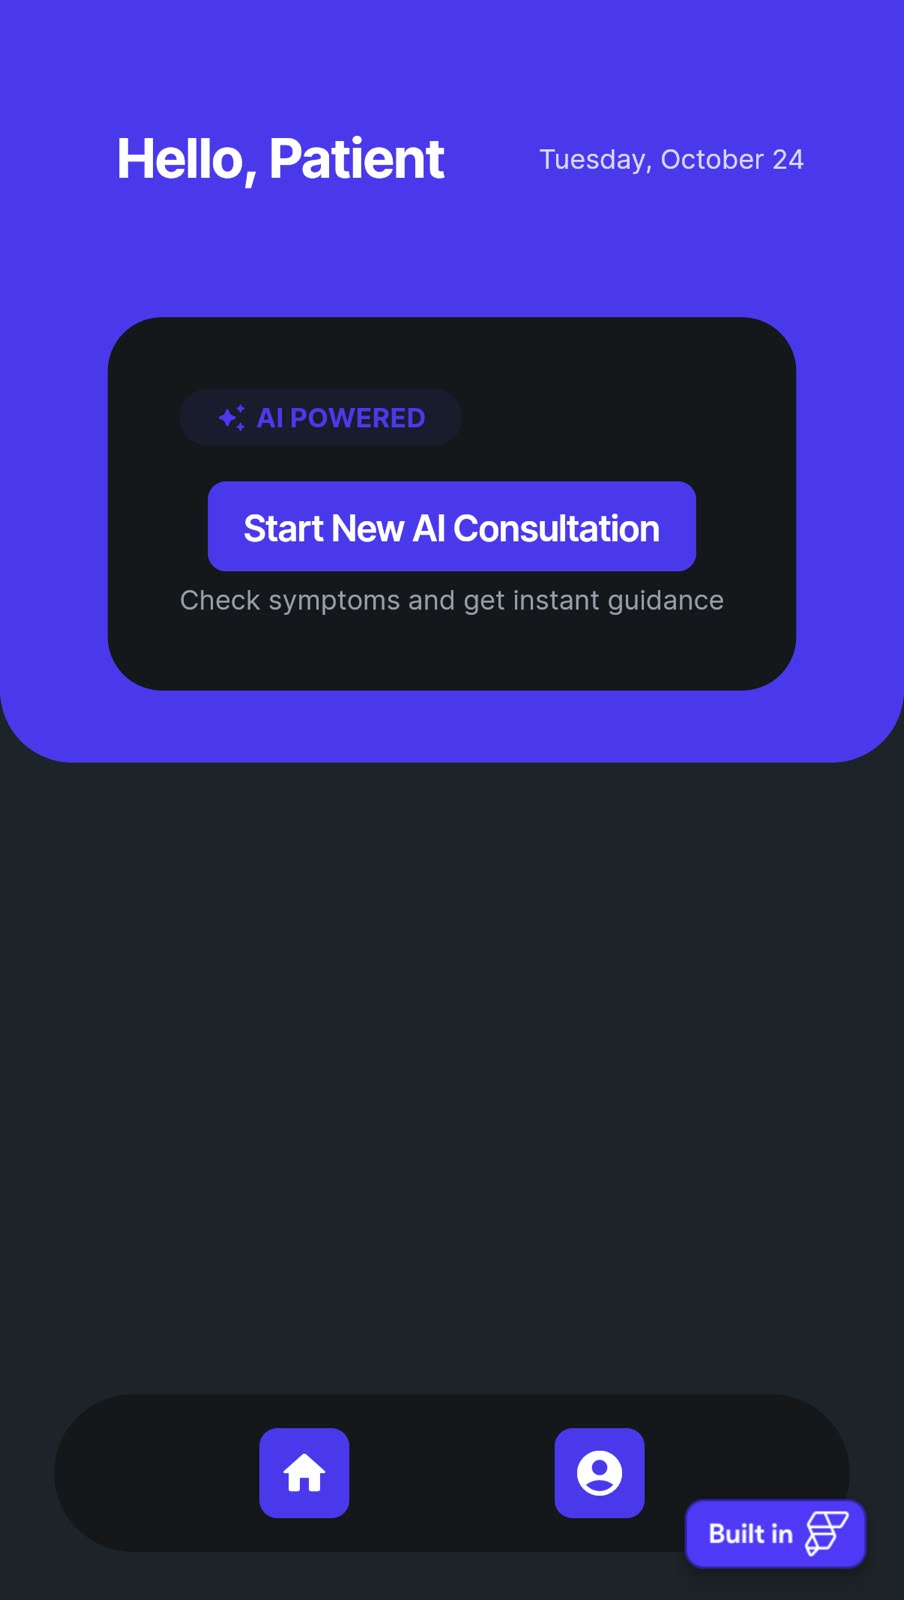 Hello, Patient
Tuesday, October 24
AI POWERED
Start New AI Consultation
Check symptoms and get instant guidance
Built in